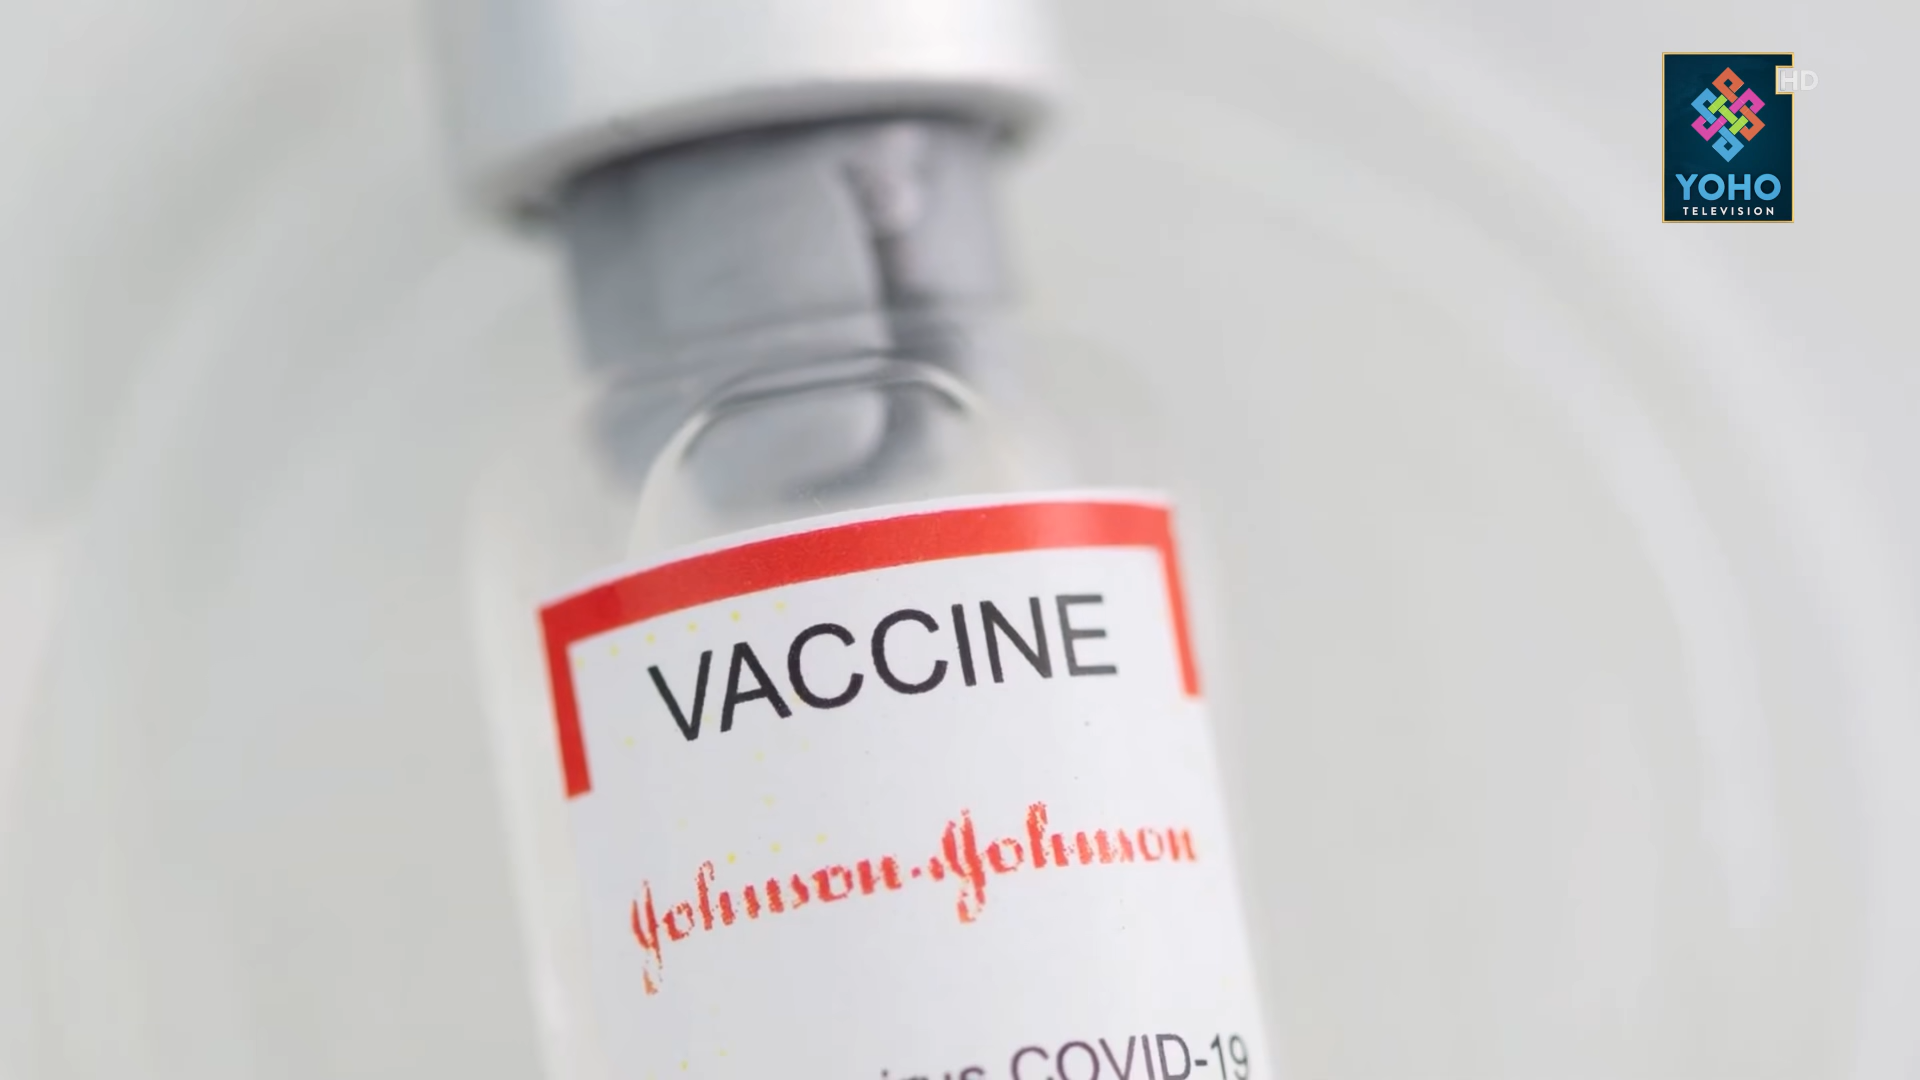 HD
YOHO
TELEVISION
VACCINE
Johnson-Johnson
COVID-19